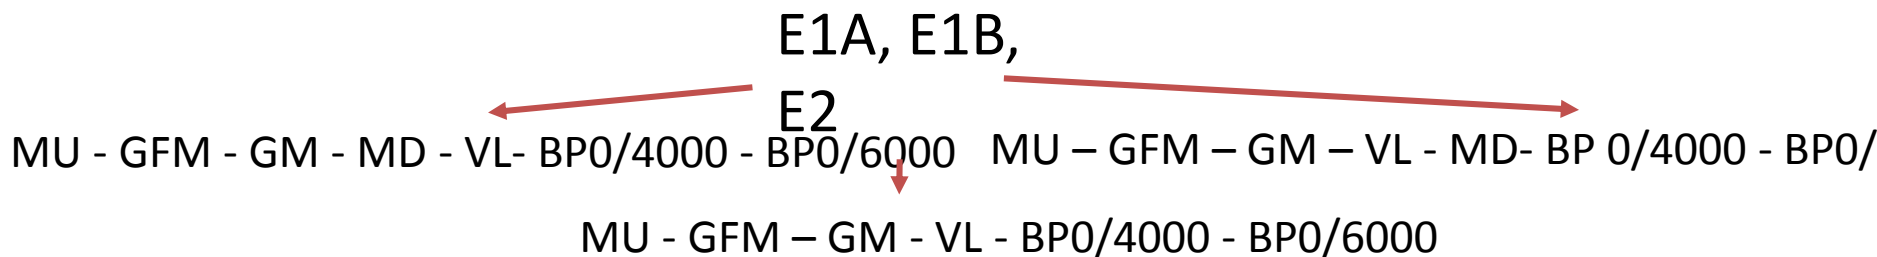 E1A, E1B,
E2
MU - GFM - GM - MD - VL- BP0/4000 - BP0/6000
MU – GFM – GM – VL - MD- BP 0/4000 - BP0/
MU - GFM – GM - VL - BP0/4000 - BP0/6000